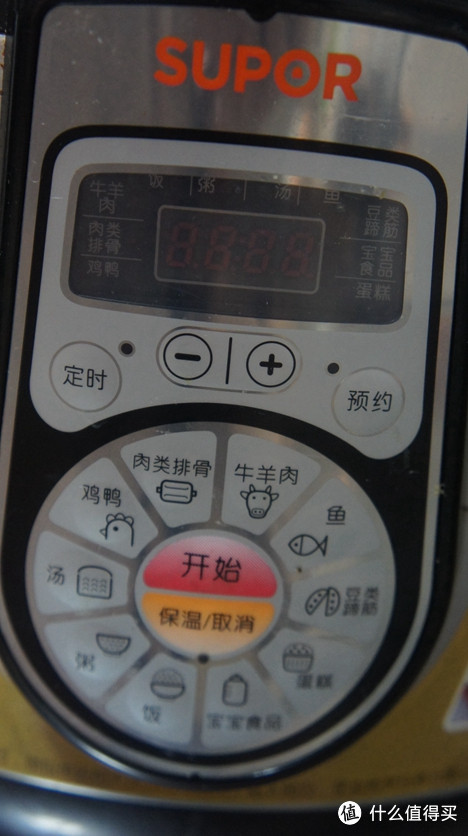 SUPOR
饭 粥 汤 鱼
牛羊
肉
肉类
排骨
鸡鸭
豆类
蹄筋
宝宝
食品
蛋糕
− +
定时
预约
肉类排骨
牛羊肉
鸡鸭
鱼
汤
豆类
蹄筋
粥
蛋糕
饭
宝宝食品
开始
保温/取消
值 什么值得买